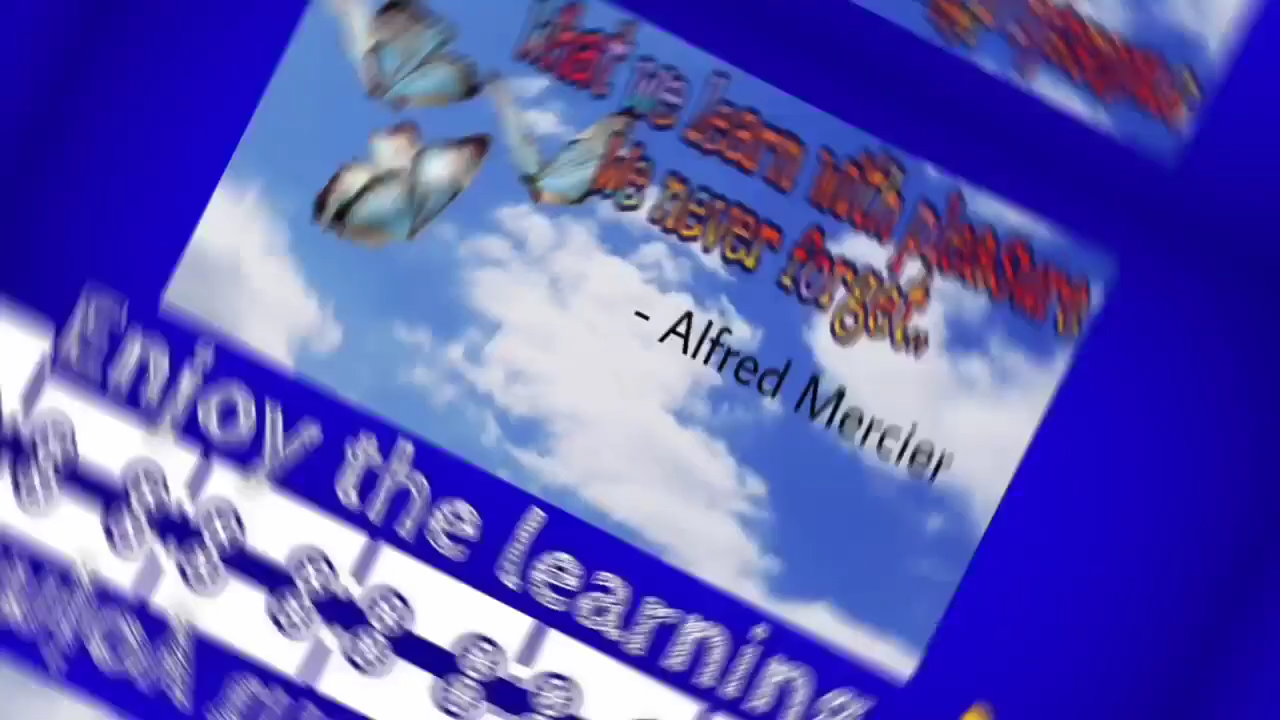 What we learn with pleasure
We never forget..
- Alfred Mercier
Enjoy the learning